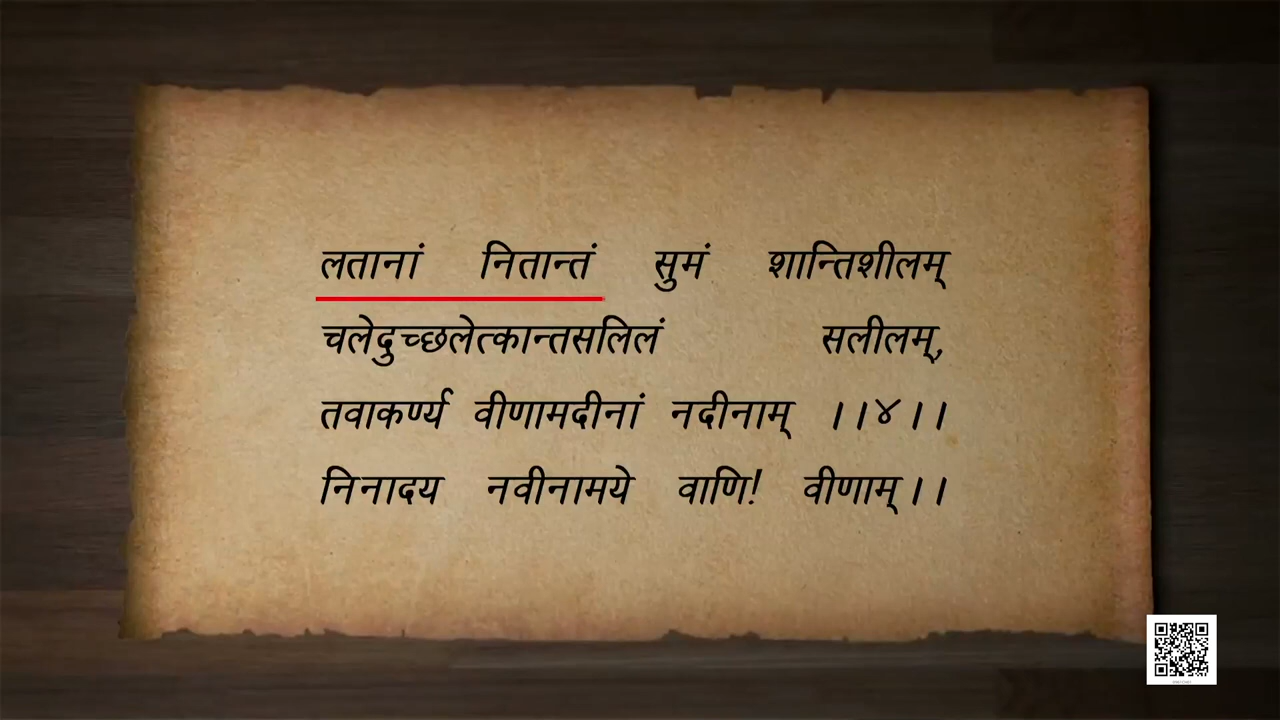 लतानां नितान्तं सुमं शान्तिशीलम्
चलेदुच्छलेत्कान्तसलिलं सलीलम्,
तवाकर्ण्य वीणामदीनां नदीनाम् ।।४।।
निनादय नवीनामये वाणि! वीणाम्।।